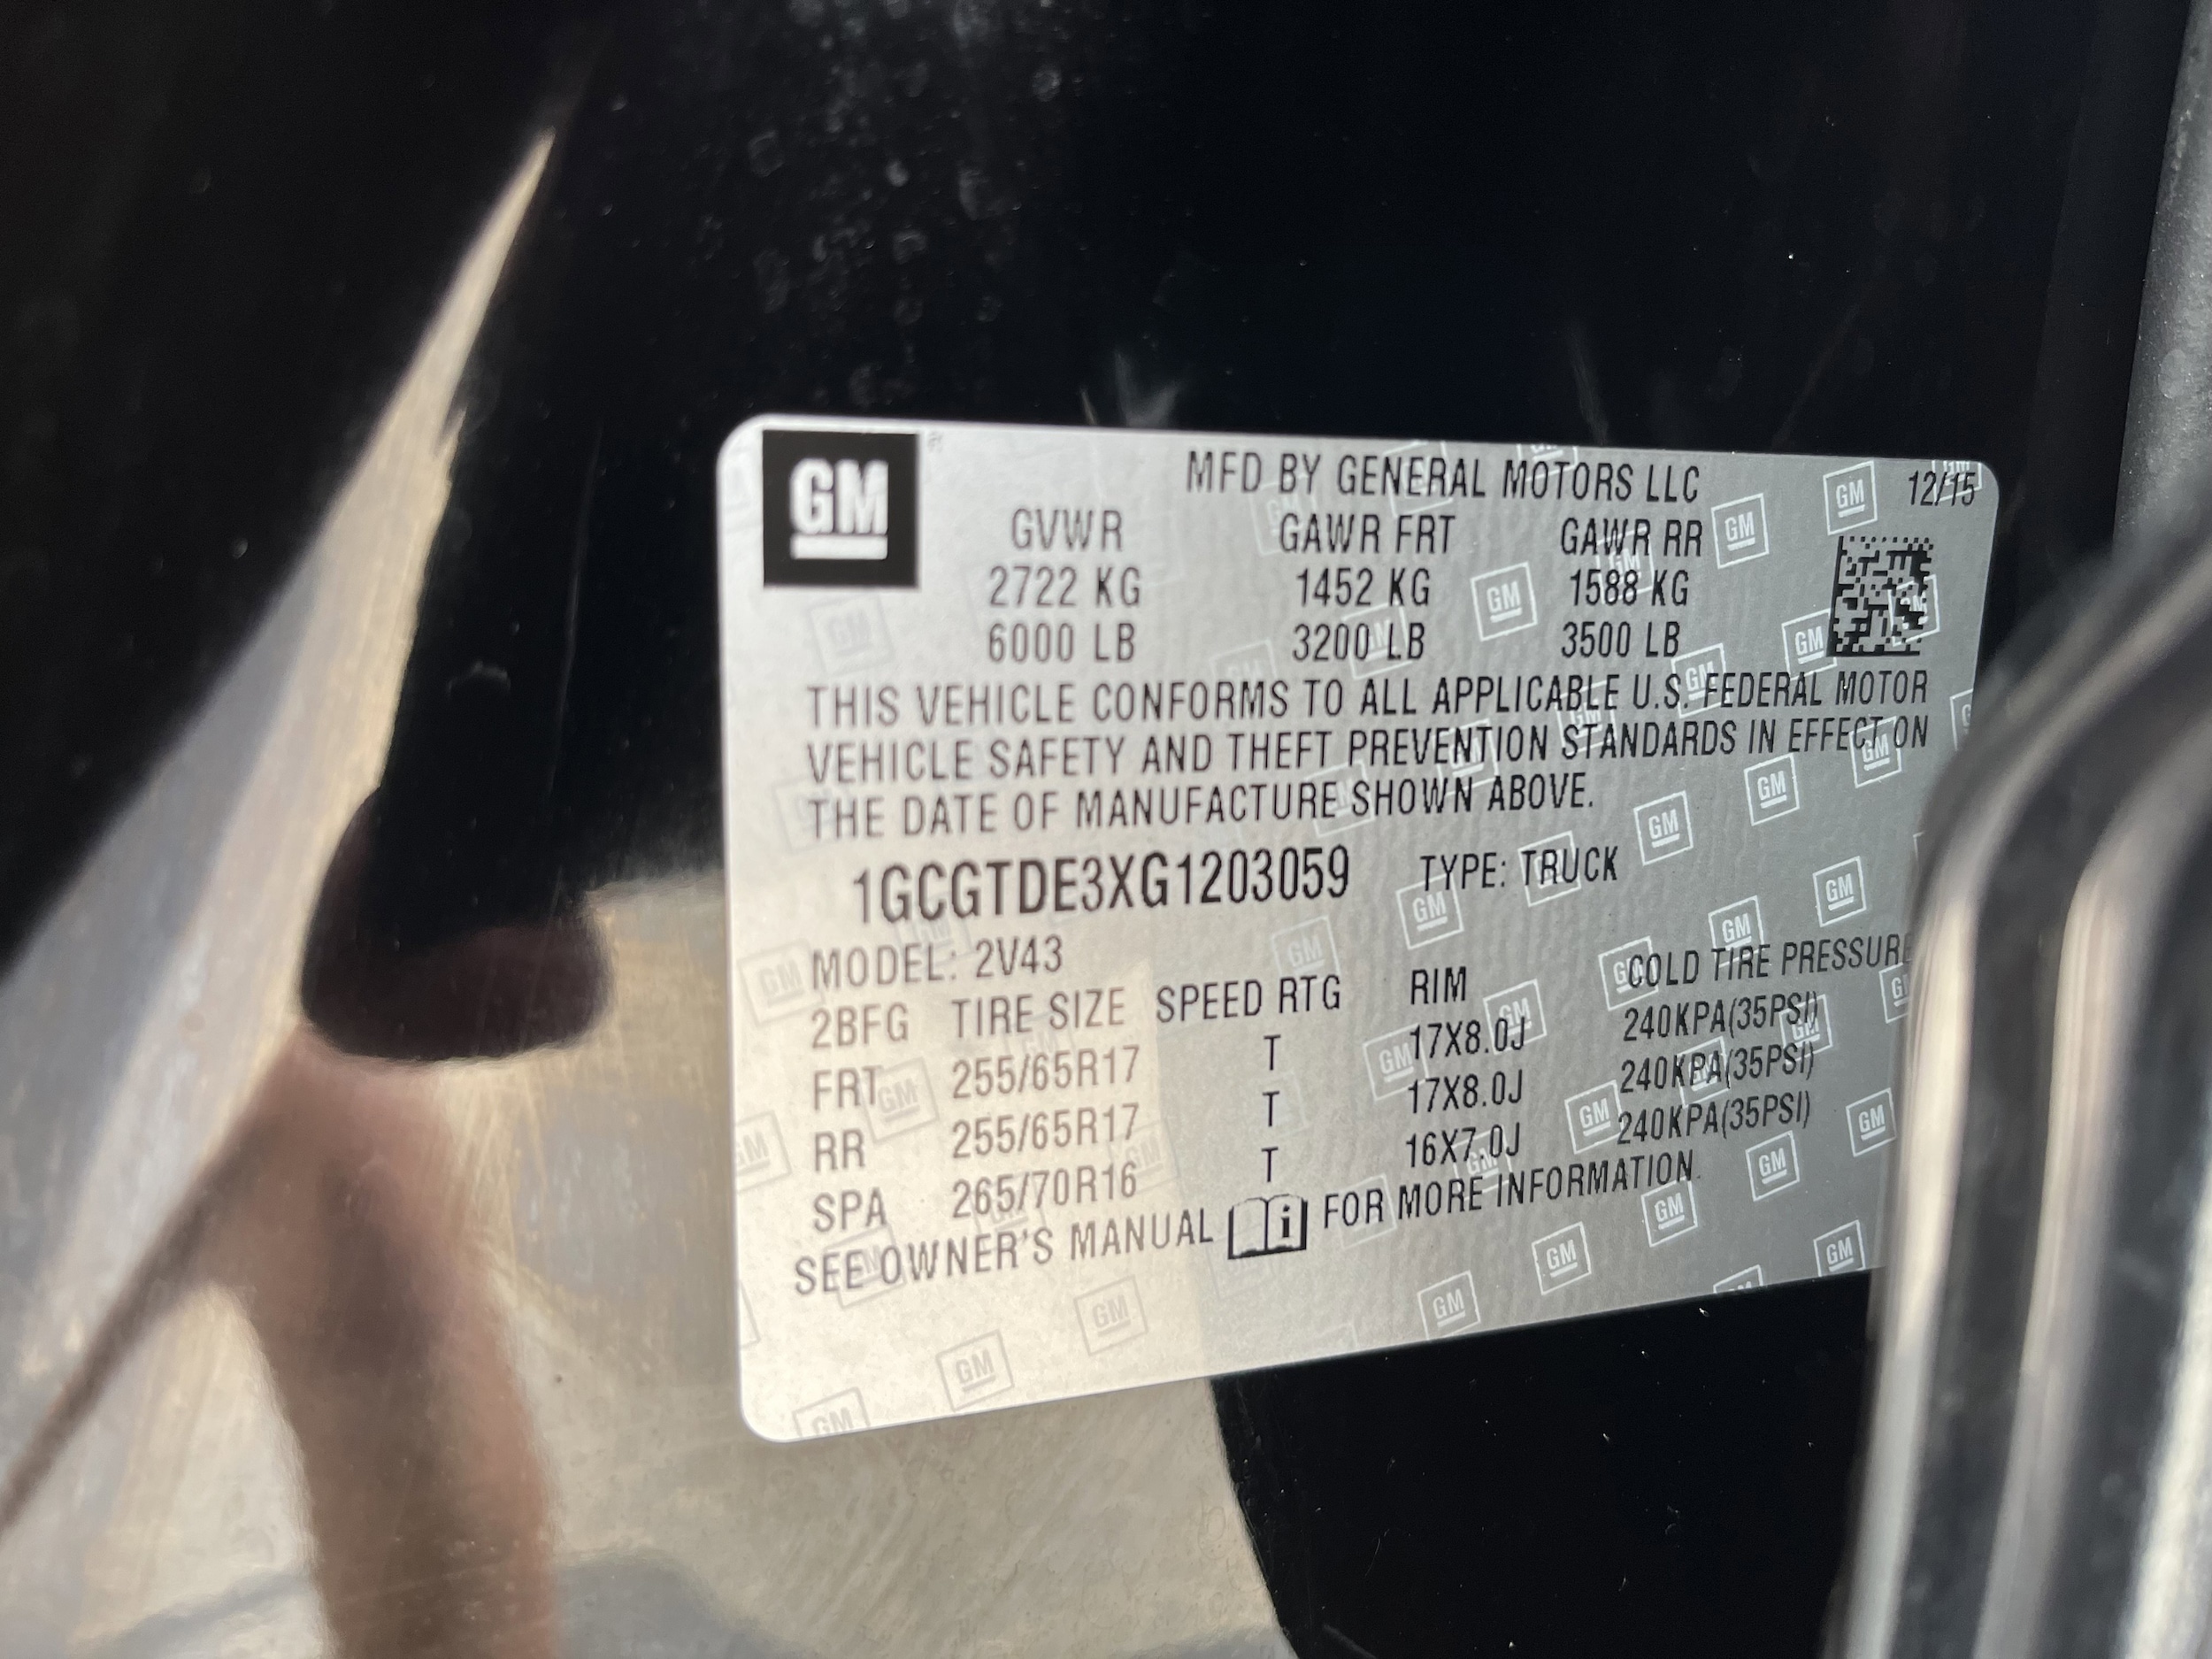 GM
MFD BY GENERAL MOTORS LLC 12/15
GVWR GAWR FRT GAWR RR
2722 KG 1452 KG 1588 KG
6000 LB 3200 LB 3500 LB
THIS VEHICLE CONFORMS TO ALL APPLICABLE U.S. FEDERAL MOTOR
VEHICLE SAFETY AND THEFT PREVENTION STANDARDS IN EFFECT ON
THE DATE OF MANUFACTURE SHOWN ABOVE.
1GCGTDE3XG1203059 TYPE: TRUCK
MODEL: 2V43
2BFG TIRE SIZE SPEED RTG RIM COLD TIRE PRESSURE
FRT 255/65R17 T 17X8.0J 240KPA(35PSI)
RR 255/65R17 T 17X8.0J 240KPA(35PSI)
SPA 265/70R16 T 16X7.0J 240KPA(35PSI)
SEE OWNER'S MANUAL i FOR MORE INFORMATION.